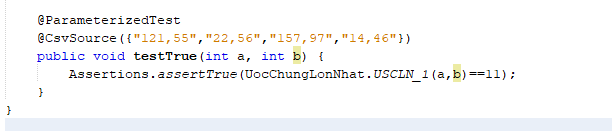 @ParameterizedTest
@CsvSource({"121,55","22,56","157,97","14,46"})
public void testTrue(int a, int b) {
Assertions.assertTrue(UocChungLonNhat.USCLN_1(a,b)==11);
}
}